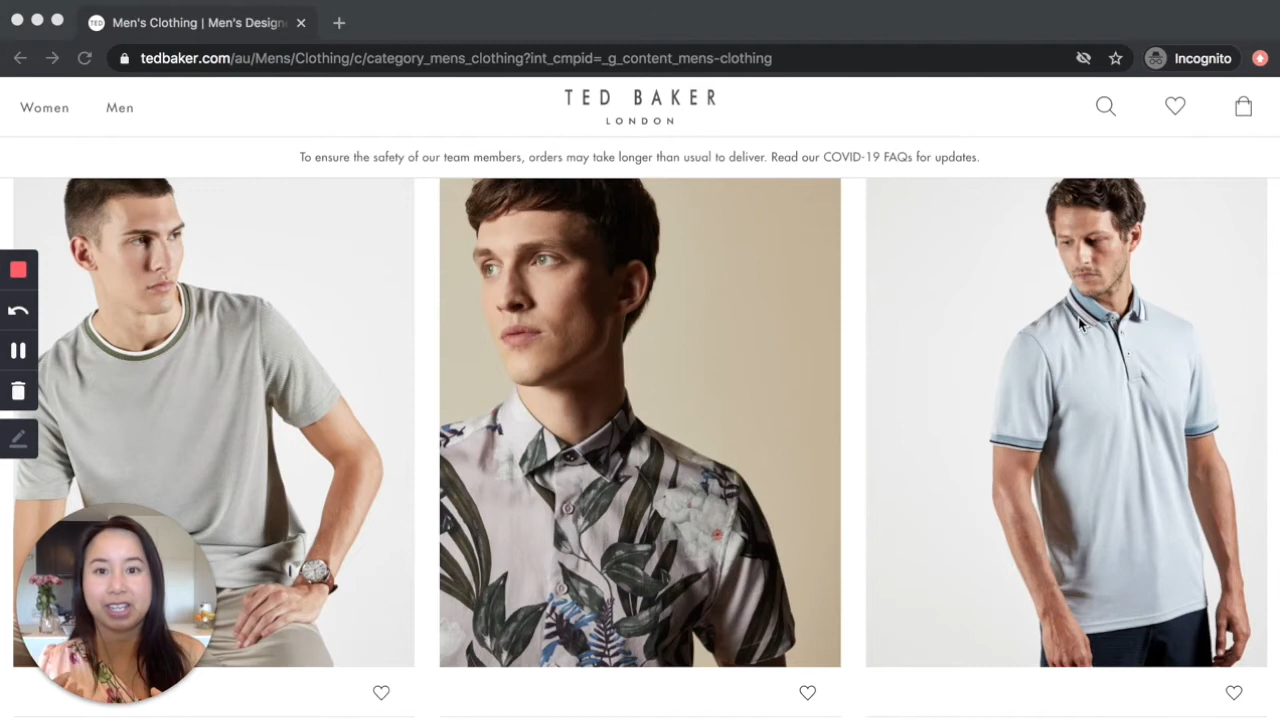 TED
Men's Clothing | Men's Design
tedbaker.com/au/Mens/Clothing/c/category_mens_clothing?int_cmpid=_g_content_mens-clothing
Incognito
Women
Men
TED BAKER
LONDON
To ensure the safety of our team members, orders may take longer than usual to deliver. Read our COVID-19 FAQs for updates.